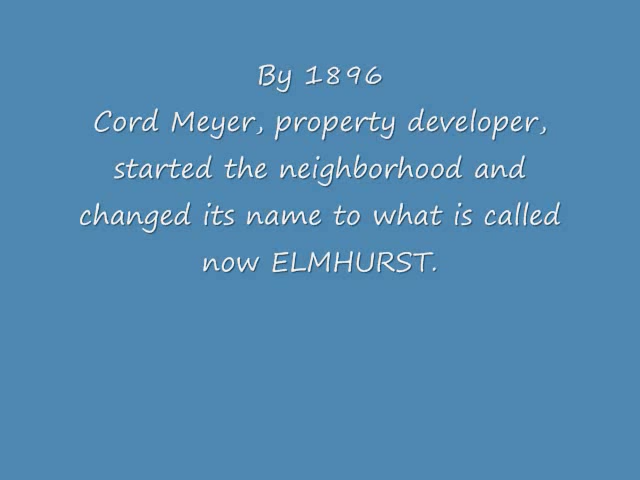 By 1896
Cord Meyer, property developer,
started the neighborhood and
changed its name to what is called
now ELMHURST.